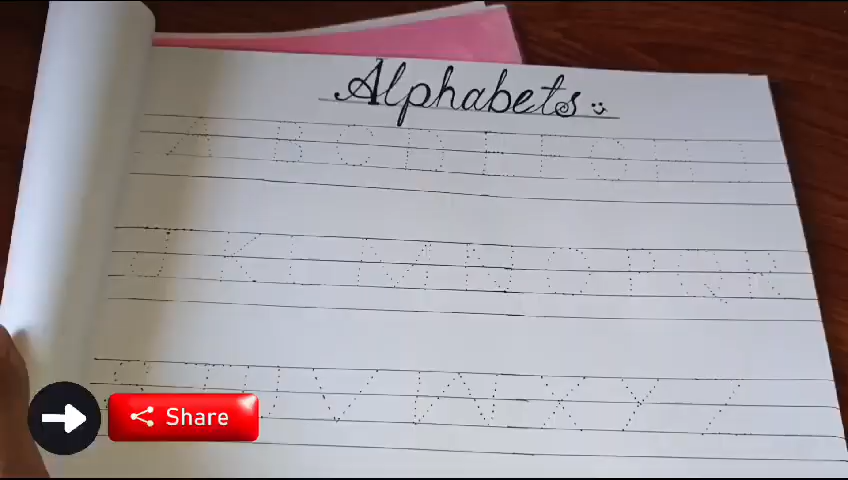 Alphabets
A B C D E F G H I
J K L M N O P Q R
S T U V W X Y Z
Share